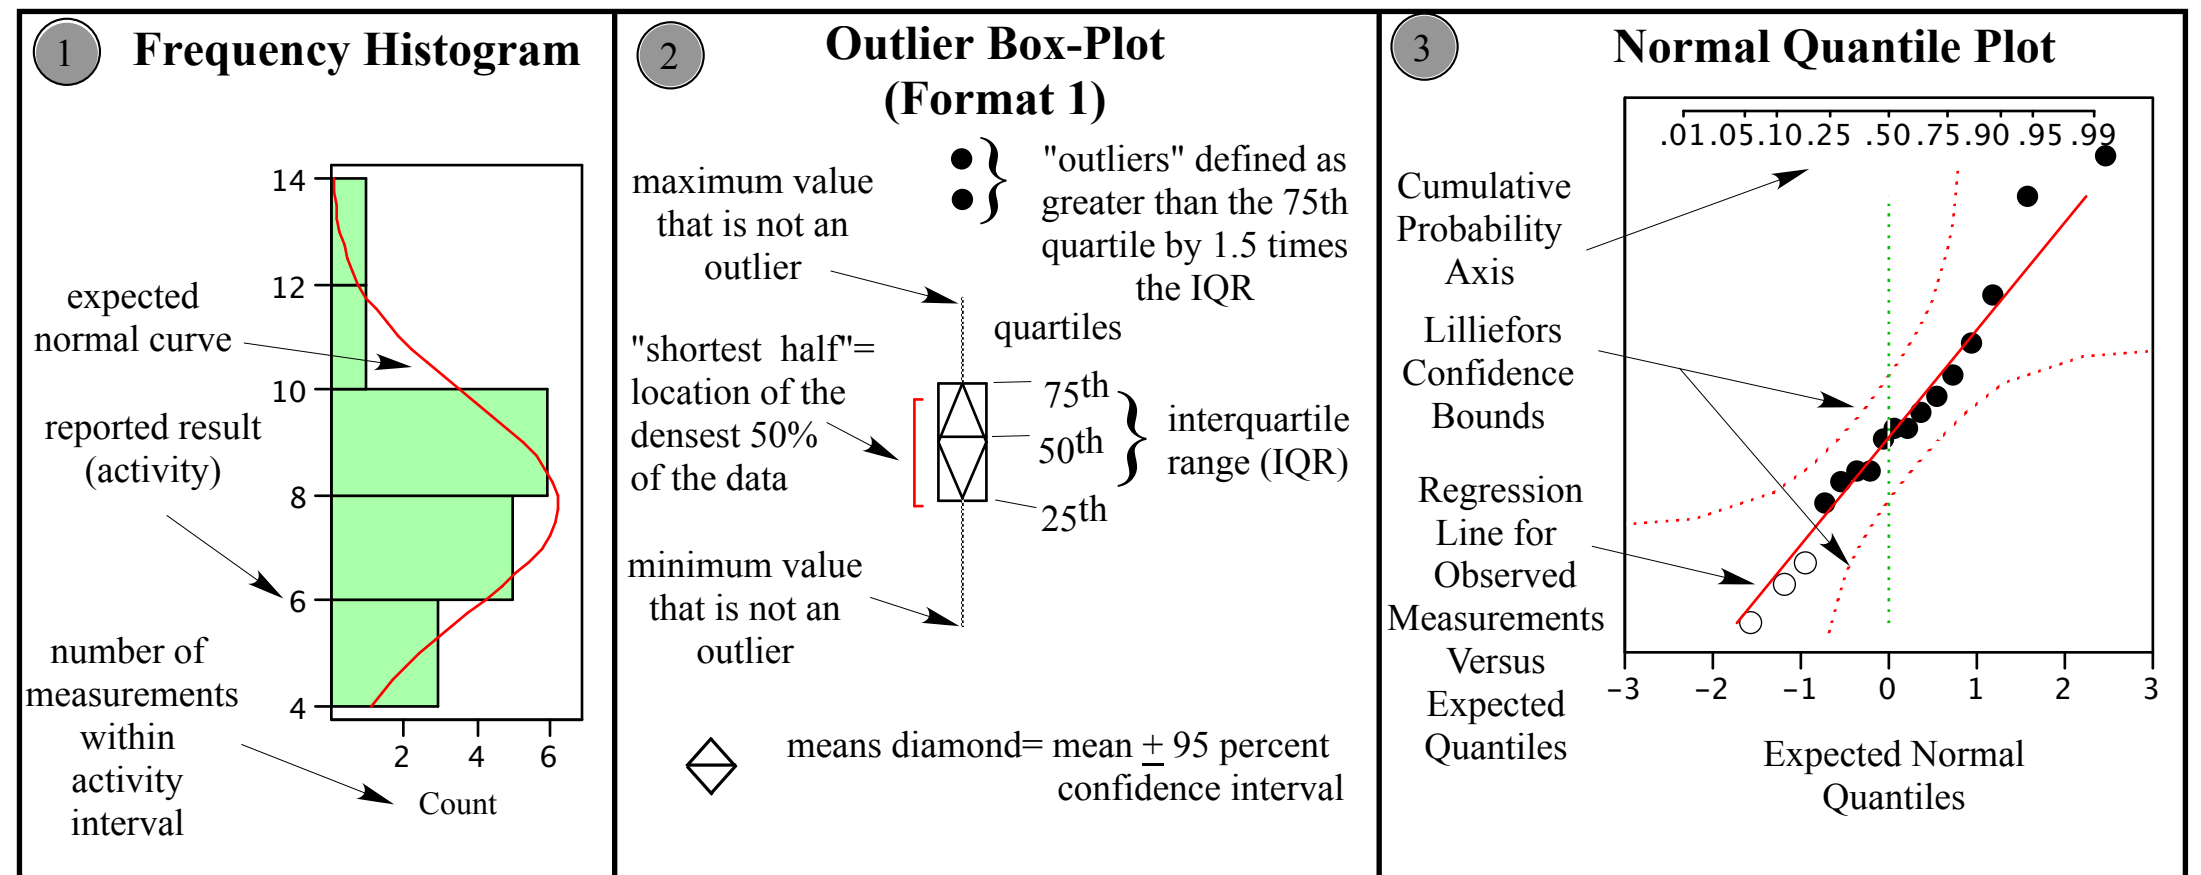 1
Frequency Histogram
14
12
10
8
6
4
2 4 6
Count
expected
normal curve
reported result
(activity)
number of
measurements
within
activity
interval
2
Outlier Box-Plot
(Format 1)
maximum value
that is not an
outlier
"outliers" defined as
greater than the 75th
quartile by 1.5 times
the IQR
quartiles
"shortest half"=
location of the
densest 50%
of the data
75th
50th
25th
interquartile
range (IQR)
minimum value
that is not an
outlier
means diamond= mean + 95 percent
confidence interval
3
Normal Quantile Plot
.01 .05 .10 .25 .50 .75 .90 .95 .99
Cumulative
Probability
Axis
Lilliefors
Confidence
Bounds
Regression
Line for
Observed
Measurements
Versus
Expected
Quantiles
−3 −2 −1 0 1 2 3
Expected Normal
Quantiles